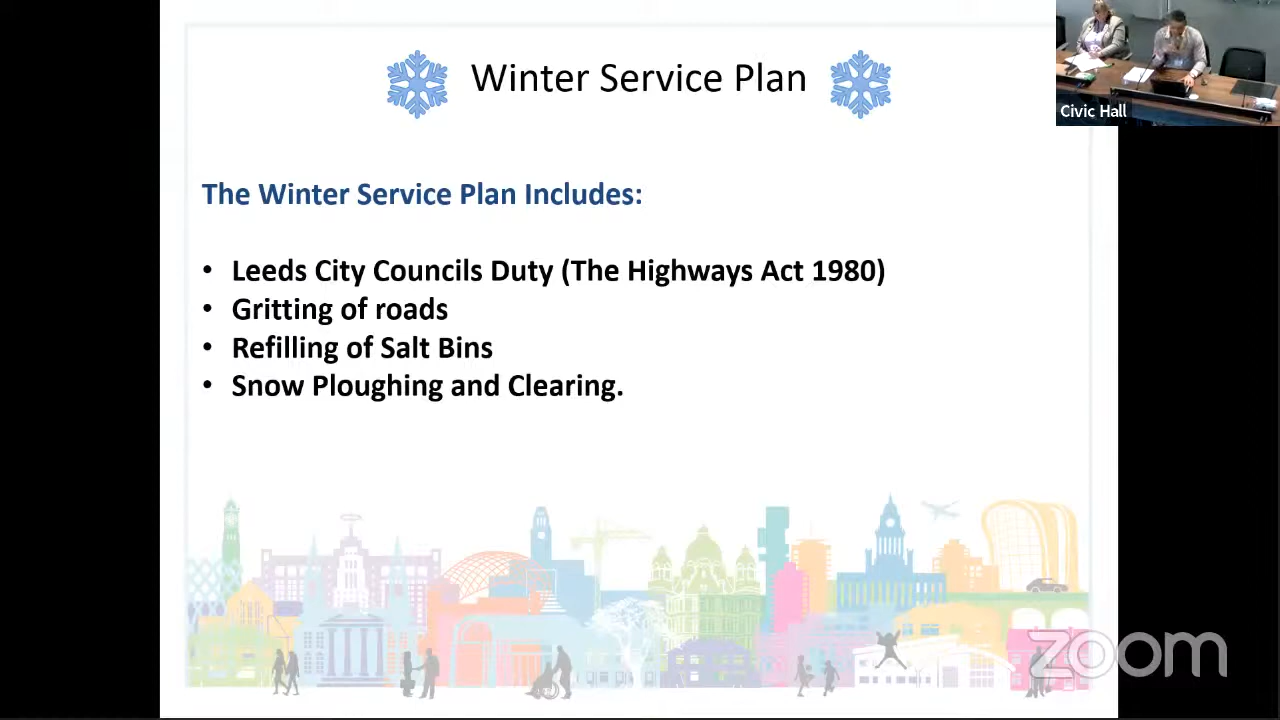 Winter Service Plan
Civic Hall
The Winter Service Plan Includes:
• Leeds City Councils Duty (The Highways Act 1980)
• Gritting of roads
• Refilling of Salt Bins
• Snow Ploughing and Clearing.
zoom